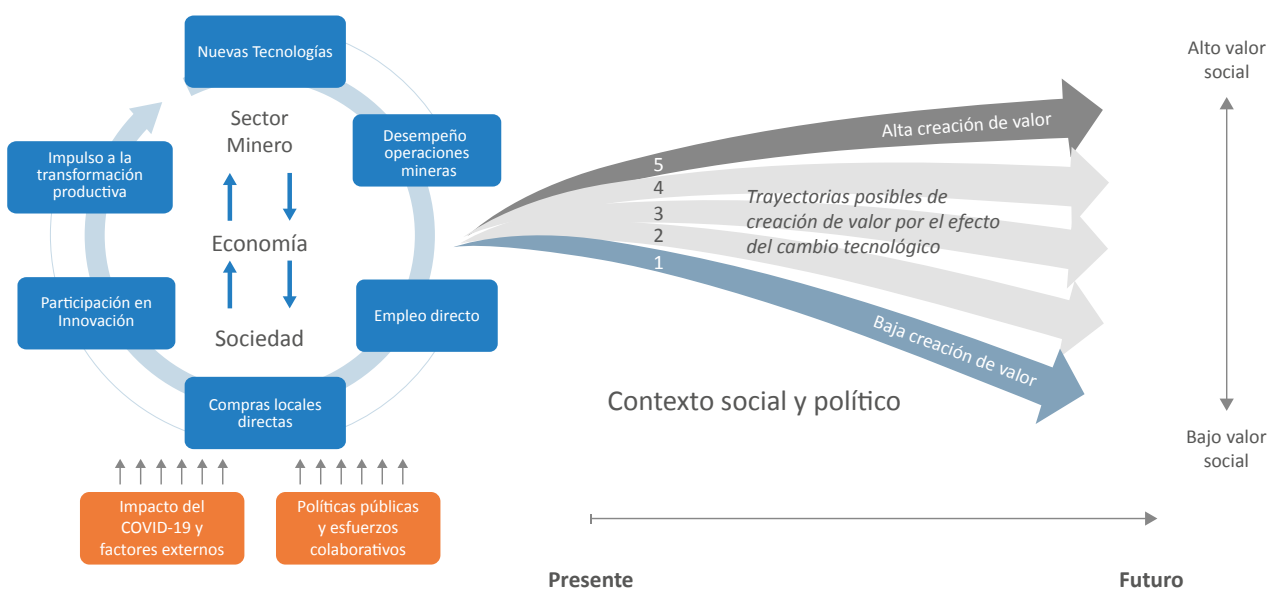 Nuevas Tecnologías
Sector
Minero
Desempeño
operaciones
mineras
Impulso a la
transformación
productiva
Economía
Participación en
Innovación
Empleo directo
Sociedad
Compras locales
directas
Impacto del
COVID-19 y
factores externos
Políticas públicas
y esfuerzos
colaborativos
Alta creación de valor
5
4
3
2
1
Trayectorias posibles de
creación de valor por el efecto
del cambio tecnológico
Baja creación de valor
Contexto social y político
Alto valor
social
Bajo valor
social
Presente
Futuro